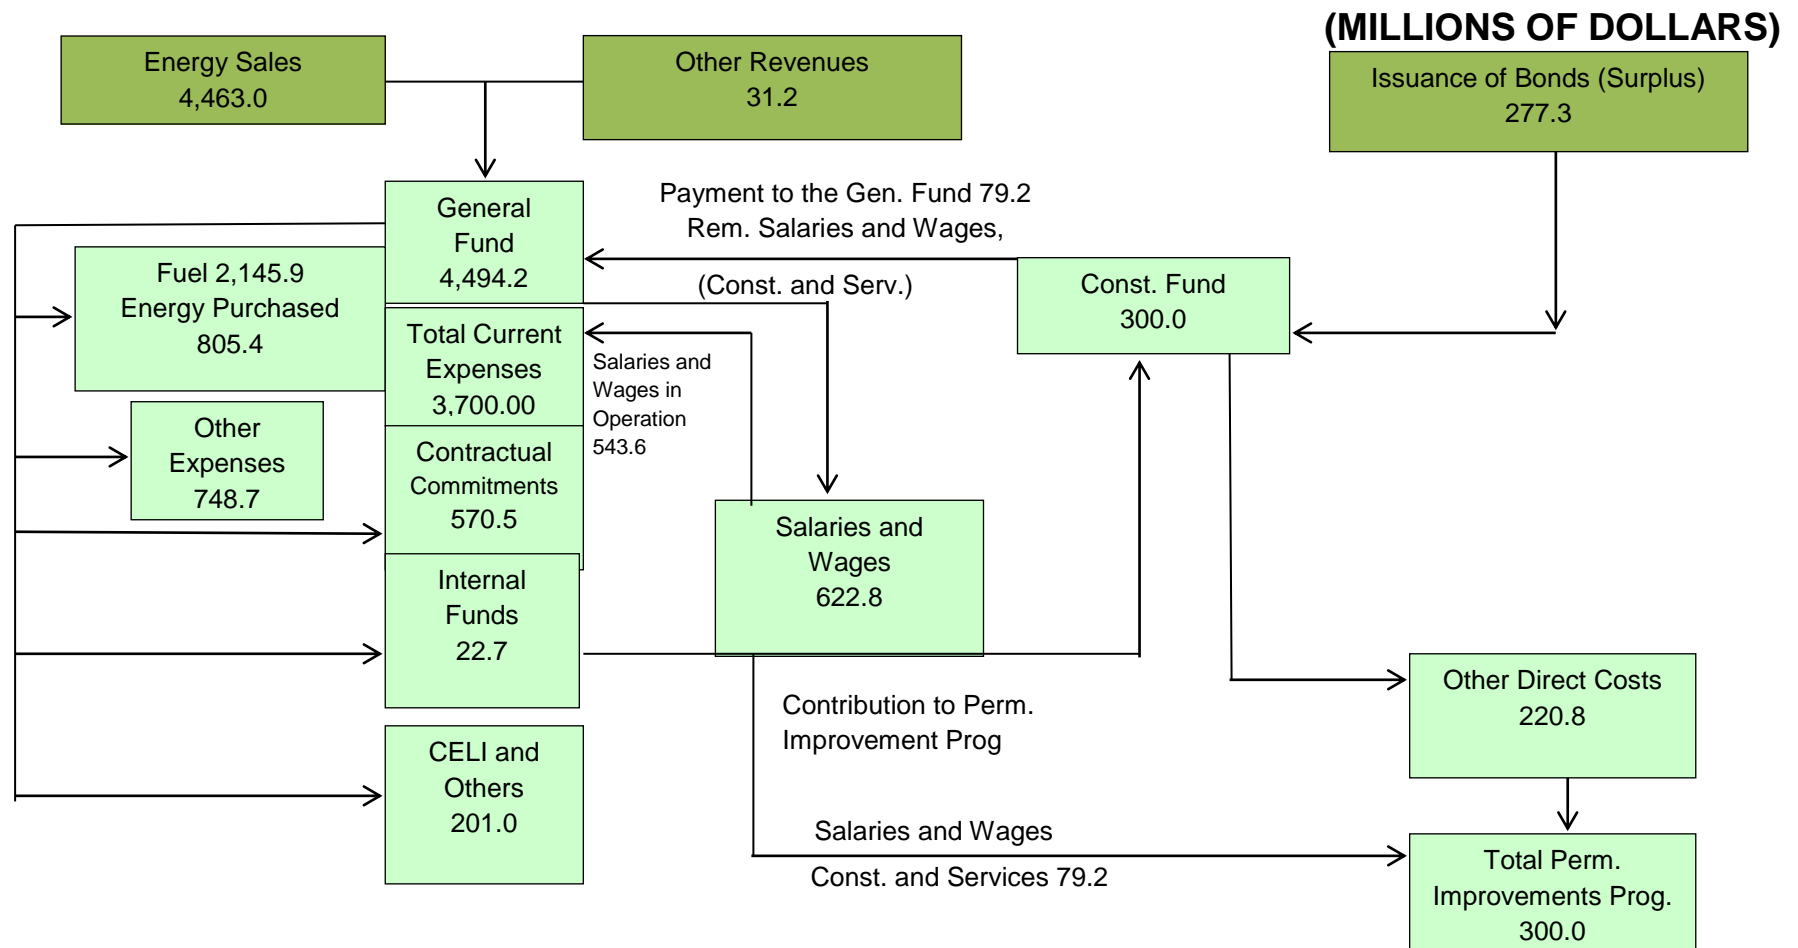 (MILLIONS OF DOLLARS)
Energy Sales
4,463.0
Other Revenues
31.2
Issuance of Bonds (Surplus)
277.3
General
Fund
4,494.2
Payment to the Gen. Fund 79.2
Rem. Salaries and Wages,
(Const. and Serv.)
Const. Fund
300.0
Fuel 2,145.9
Energy Purchased
805.4
Total Current
Expenses
3,700.00
Salaries and
Wages in
Operation
543.6
Other
Expenses
748.7
Contractual
Commitments
570.5
Salaries and
Wages
622.8
Internal
Funds
22.7
Contribution to Perm.
Improvement Prog
Other Direct Costs
220.8
CELI and
Others
201.0
Salaries and Wages
Const. and Services 79.2
Total Perm.
Improvements Prog.
300.0